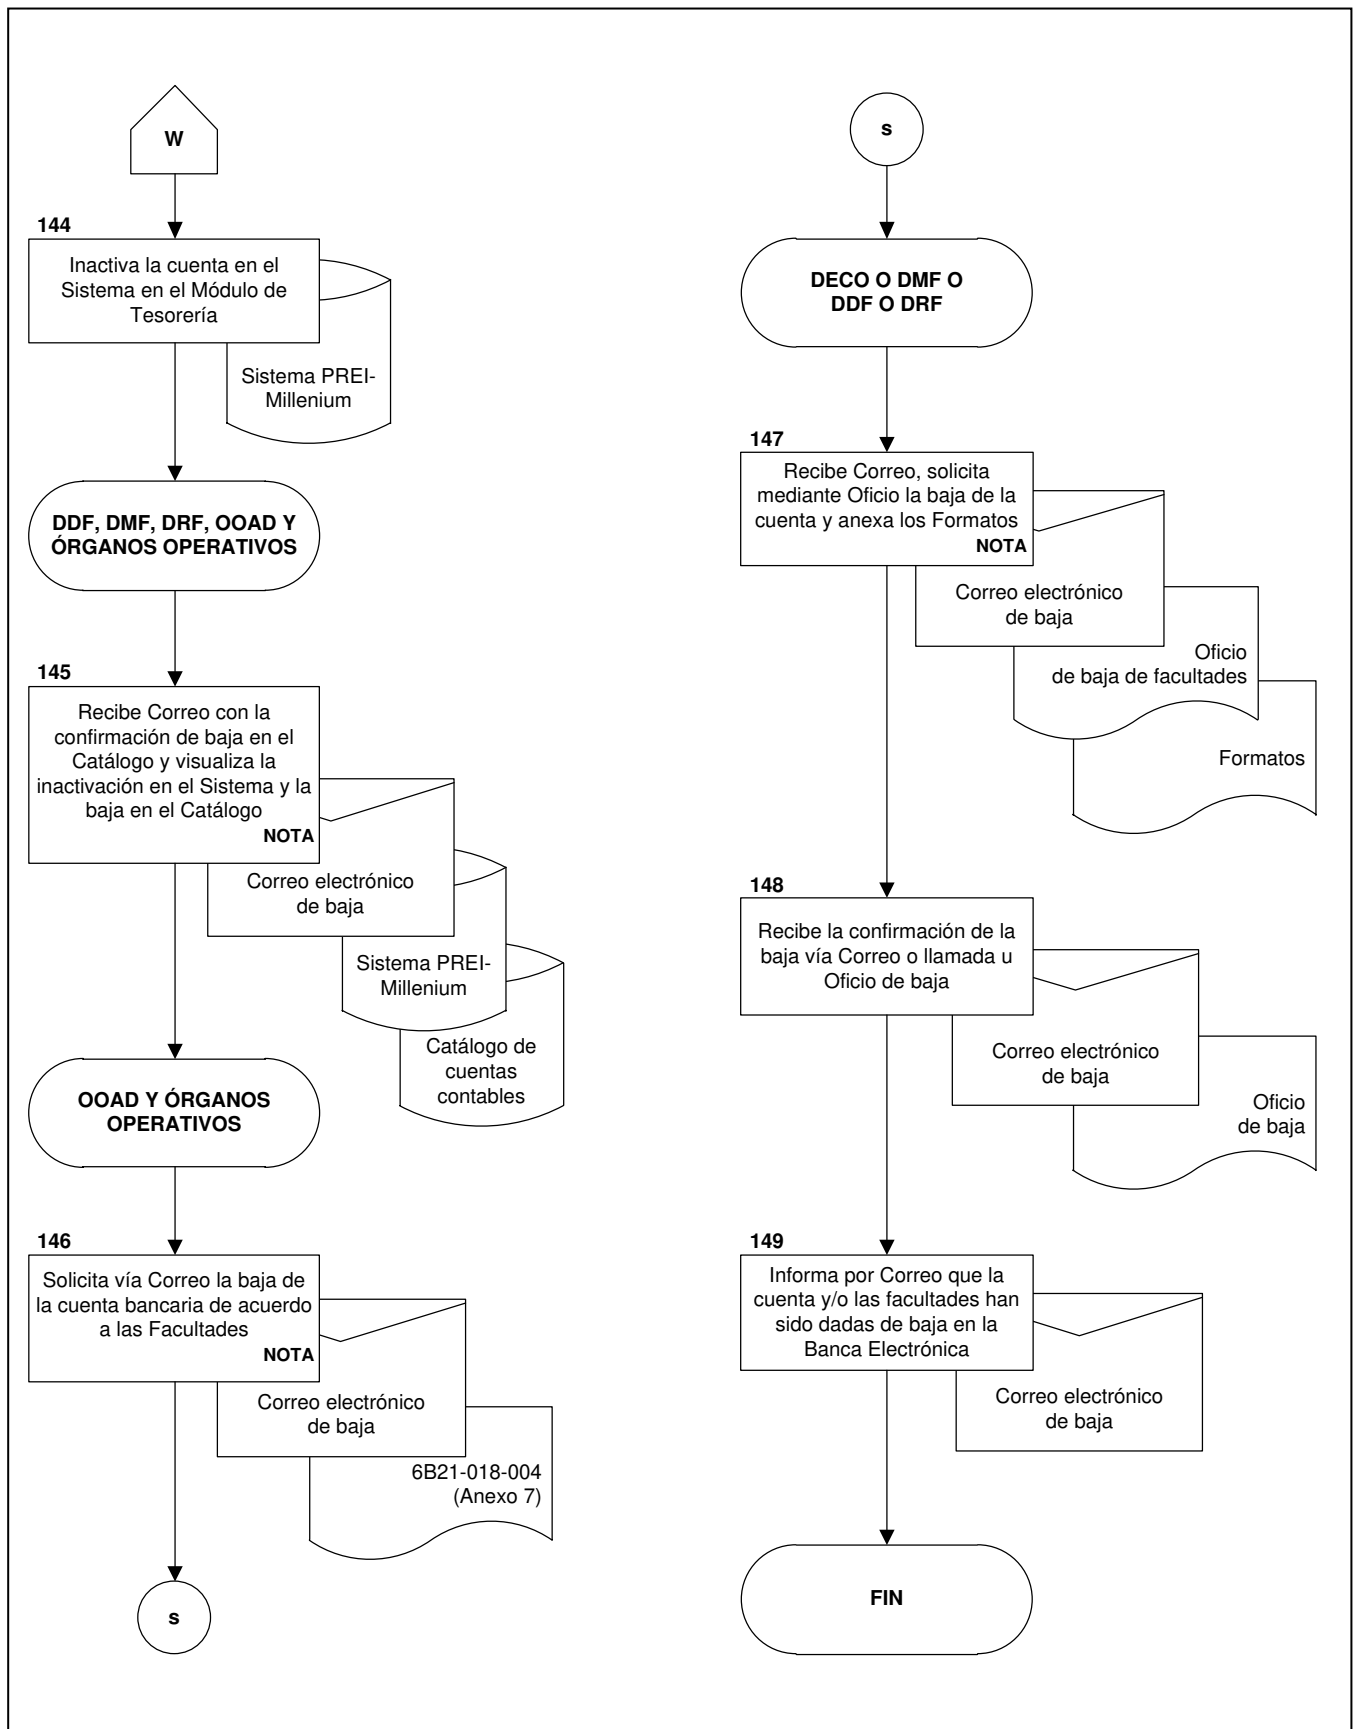 W
144
Inactiva la cuenta en el
Sistema en el Módulo de
Tesorería
Sistema PREI-
Millenium
DDF, DMF, DRF, OOAD Y
ÓRGANOS OPERATIVOS
145
Recibe Correo con la
confirmación de baja en el
Catálogo y visualiza la
inactivación en el Sistema y la
baja en el Catálogo
NOTA
Correo electrónico
de baja
Sistema PREI-
Millenium
Catálogo de
cuentas
contables
OOAD Y ÓRGANOS
OPERATIVOS
146
Solicita vía Correo la baja de
la cuenta bancaria de acuerdo
a las Facultades
NOTA
Correo electrónico
de baja
6B21-018-004
(Anexo 7)
s
s
DECO O DMF O
DDF O DRF
147
Recibe Correo, solicita
mediante Oficio la baja de la
cuenta y anexa los Formatos
NOTA
Correo electrónico
de baja
Oficio
de baja de facultades
Formatos
148
Recibe la confirmación de la
baja vía Correo o llamada u
Oficio de baja
Correo electrónico
de baja
Oficio
de baja
149
Informa por Correo que la
cuenta y/o las facultades han
sido dadas de baja en la
Banca Electrónica
Correo electrónico
de baja
FIN